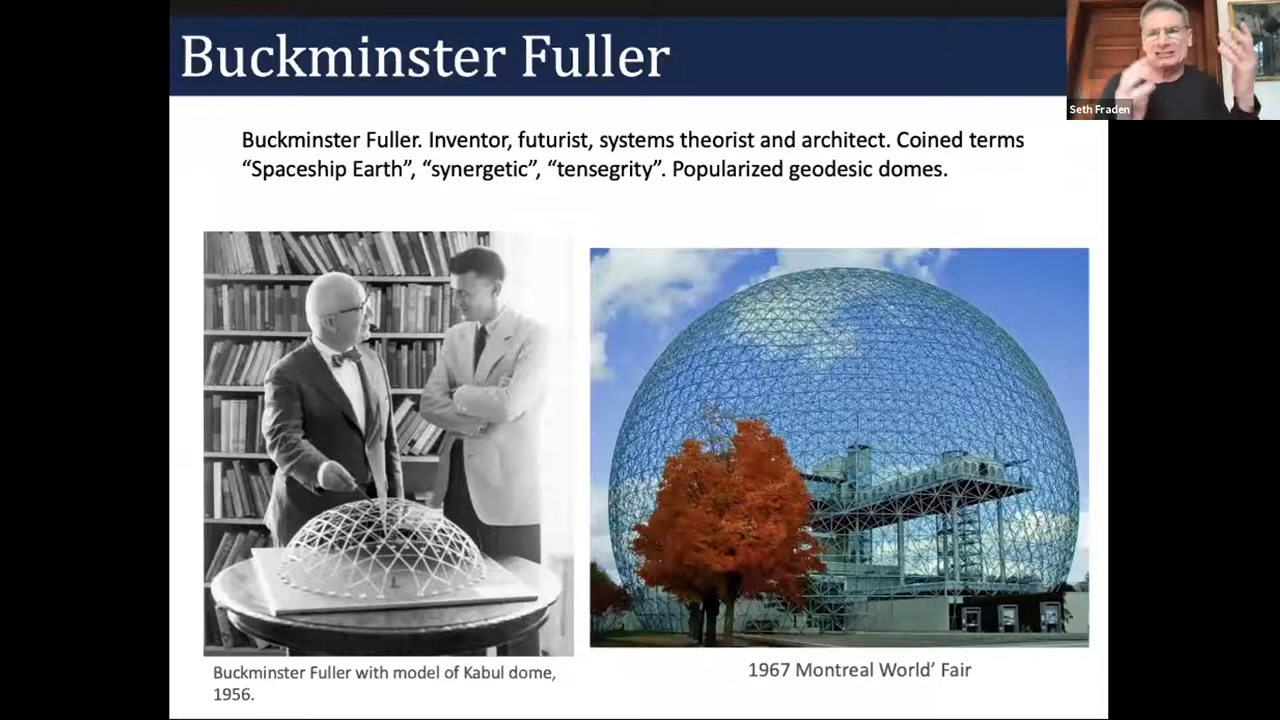 Buckminster Fuller
Seth Fraden
Buckminster Fuller. Inventor, futurist, systems theorist and architect. Coined terms
“Spaceship Earth”, “synergetic”, “tensegrity”. Popularized geodesic domes.
Buckminster Fuller with model of Kabul dome,
1956.
1967 Montreal World’ Fair